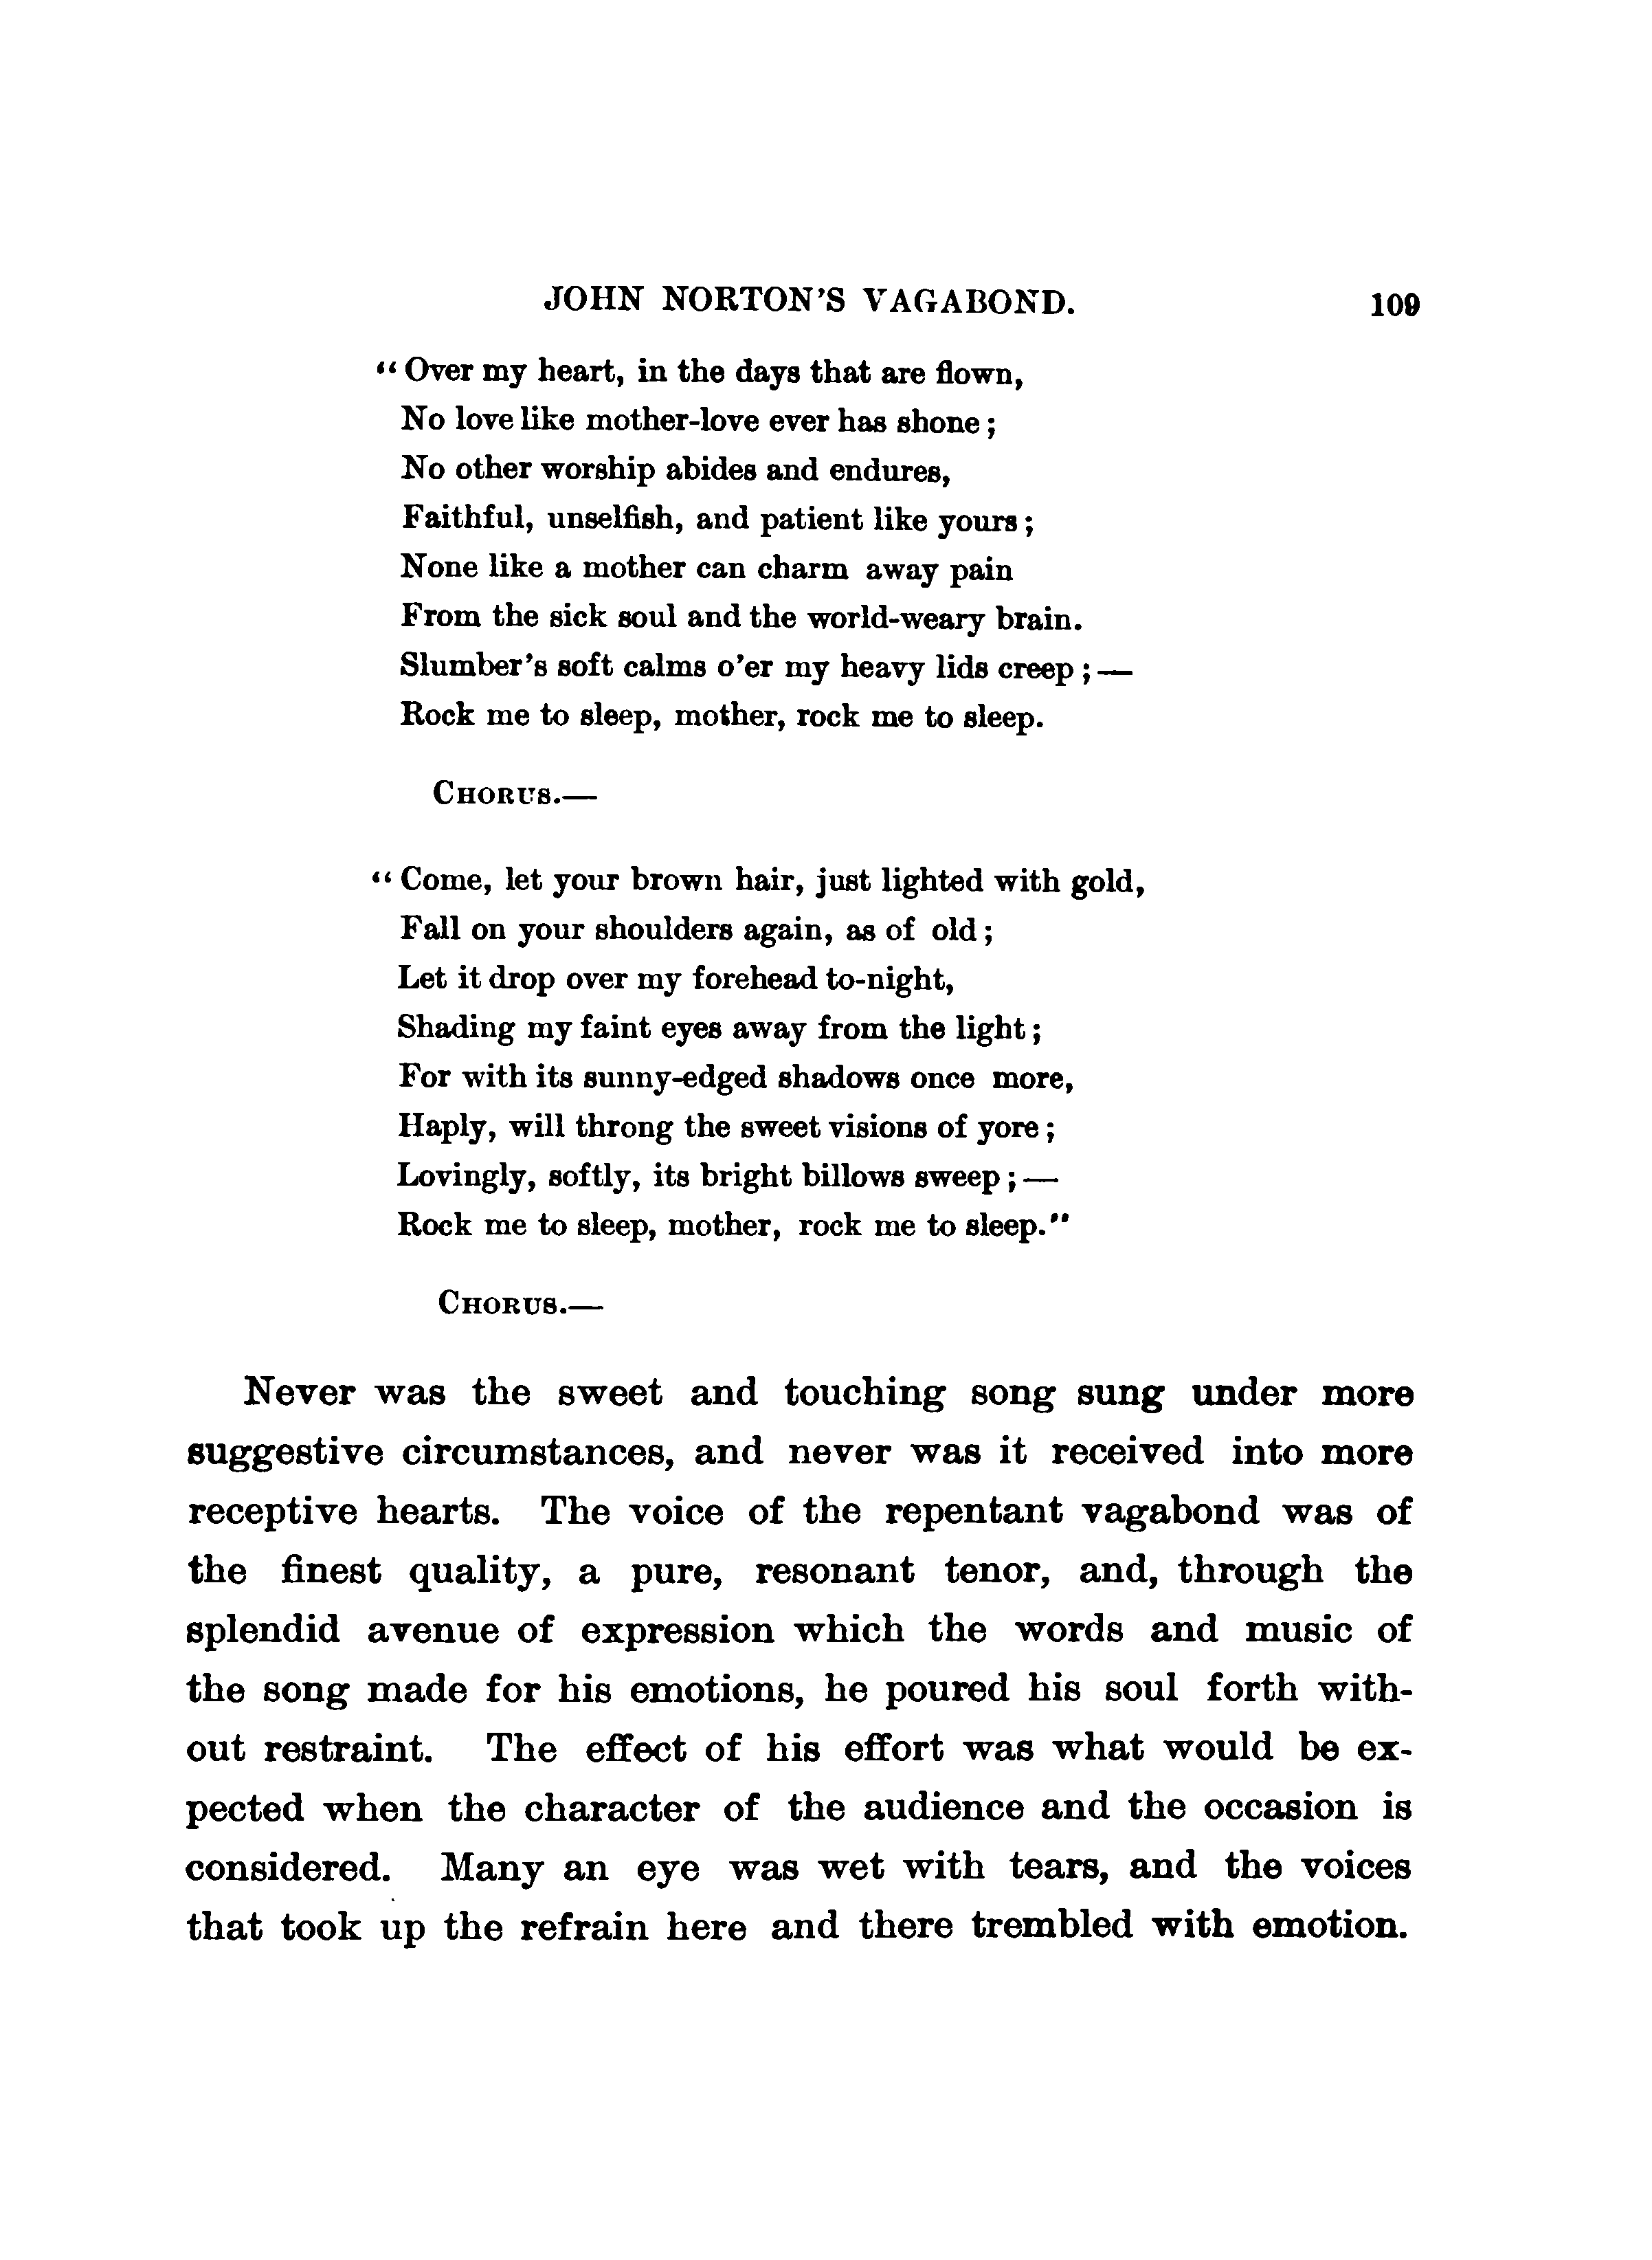 JOHN NORTON'S VAGABOND. 109
“ Over my heart, in the days that are flown,
No love like mother-love ever has shone ;
No other worship abides and endures,
Faithful, unselfish, and patient like yours ;
None like a mother can charm away pain
From the sick soul and the world-weary brain.
Slumber's soft calms o'er my heavy lids creep ; —
Rock me to sleep, mother, rock me to sleep.
CHORUS.—
“ Come, let your brown hair, just lighted with gold,
Fall on your shoulders again, as of old ;
Let it drop over my forehead to-night,
Shading my faint eyes away from the light ;
For with its sunny-edged shadows once more,
Haply, will throng the sweet visions of yore ;
Lovingly, softly, its bright billows sweep ; —
Rock me to sleep, mother, rock me to sleep."
CHORUS.—
Never was the sweet and touching song sung under more
suggestive circumstances, and never was it received into more
receptive hearts. The voice of the repentant vagabond was of
the finest quality, a pure, resonant tenor, and, through the
splendid avenue of expression which the words and music of
the song made for his emotions, he poured his soul forth with-
out restraint. The effect of his effort was what would be ex-
pected when the character of the audience and the occasion is
considered. Many an eye was wet with tears, and the voices
that took up the refrain here and there trembled with emotion.